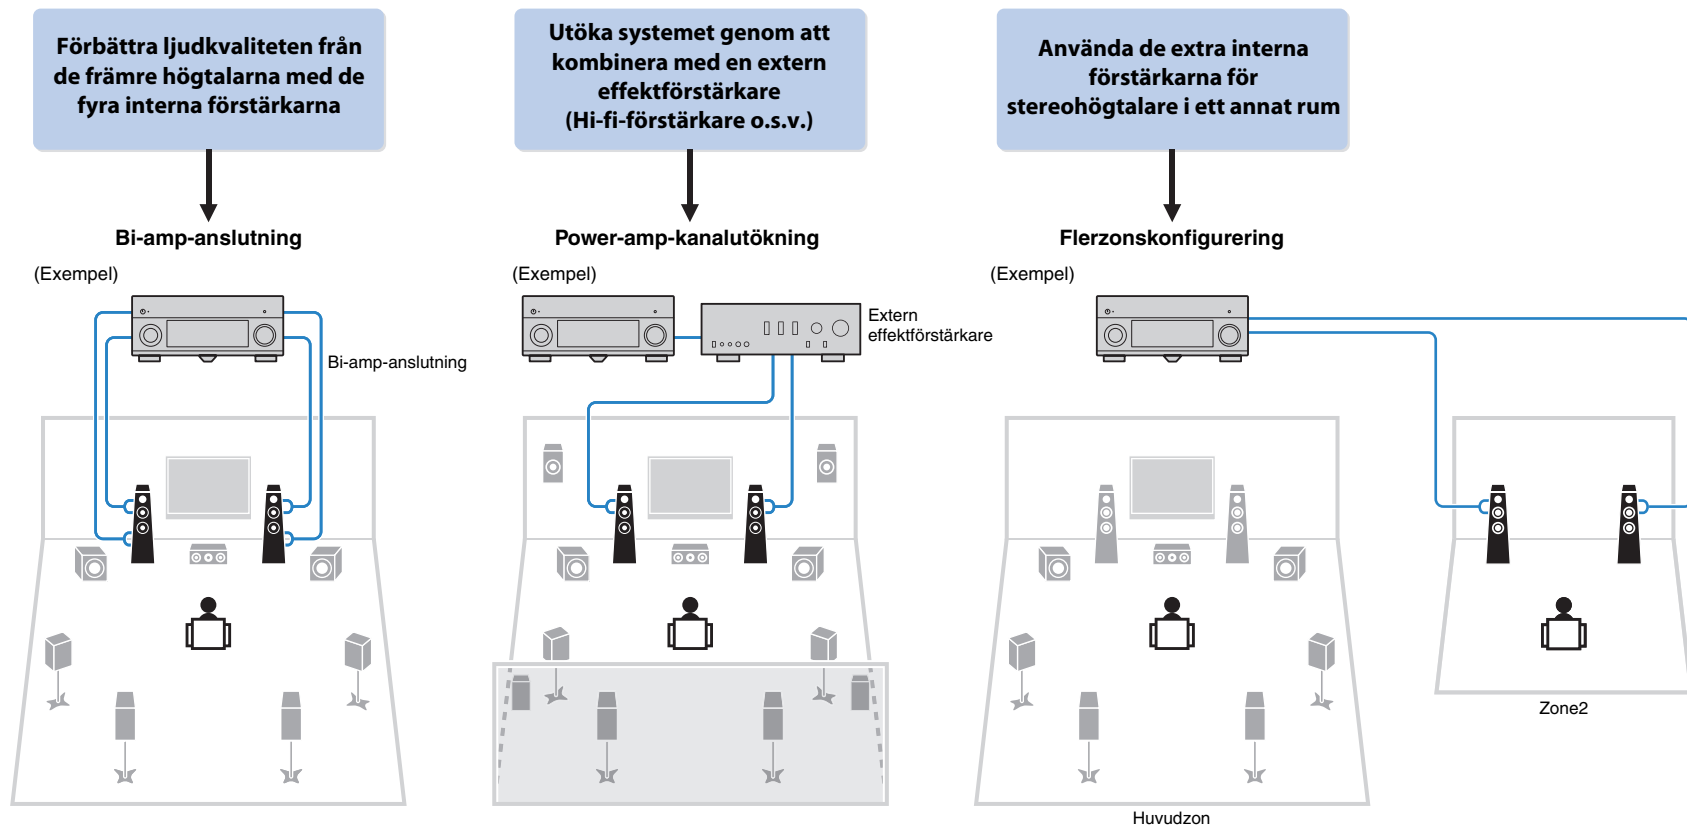 Förbättra ljudkvaliteten från
de främre högtalarna med de
fyra interna förstärkarna
Utöka systemet genom att
kombinera med en extern
effektförstärkare
(Hi-fi-förstärkare o.s.v.)
Använda de extra interna
förstärkarna för
stereohögtalare i ett annat rum
Bi-amp-anslutning
Power-amp-kanalutökning
Flerzonskonfigurering
(Exempel)
(Exempel)
(Exempel)
Bi-amp-anslutning
Extern
effektförstärkare
Zone2
Huvudzon